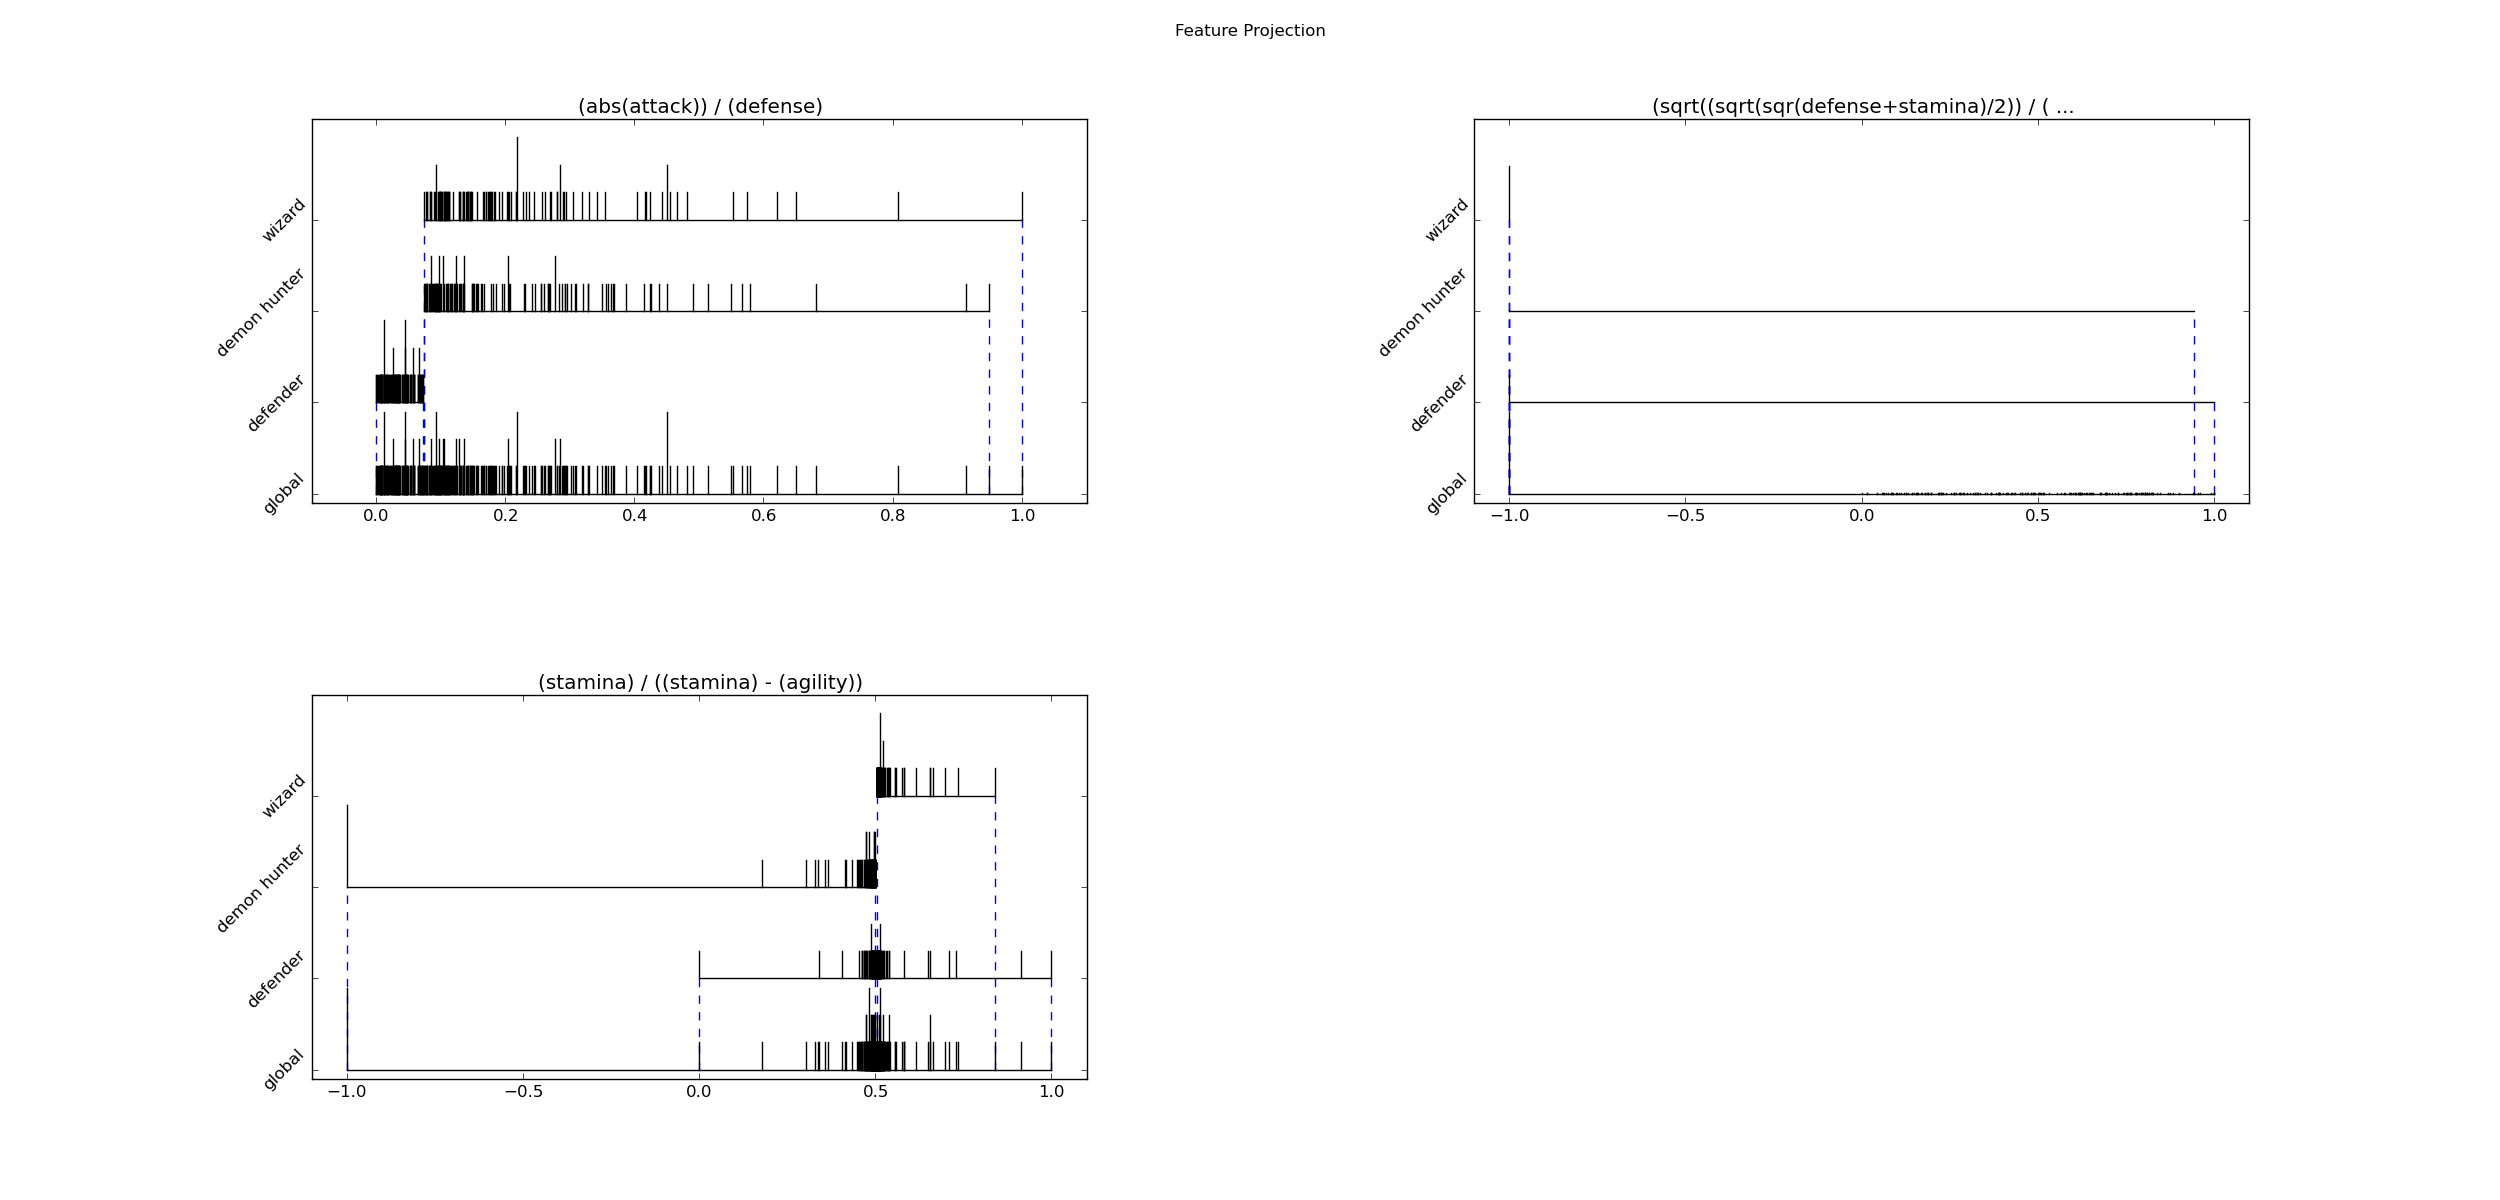 Feature Projection
(abs(attack)) / (defense)
wizard
demon hunter
defender
global
0.0 0.2 0.4 0.6 0.8 1.0
(sqrt((sqrt(sqr(defense+stamina)/2)) / ( ...
wizard
demon hunter
defender
global
−1.0 −0.5 0.0 0.5 1.0
(stamina) / ((stamina) - (agility))
wizard
demon hunter
defender
global
−1.0 −0.5 0.0 0.5 1.0